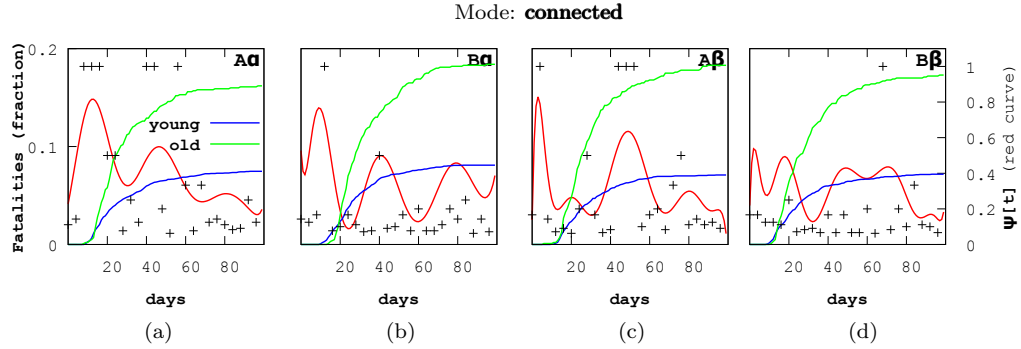 Mode: connected
Fatalities (fraction)
0.2
0.1
0
Aα
young
old
20 40 60 80
days
(a)
Bα
20 40 60 80
days
(b)
Aβ
20 40 60 80
days
(c)
Bβ
20 40 60 80
days
(d)
1
0.8
0.6
0.4
0.2
0
Ψ[t] (red curve)